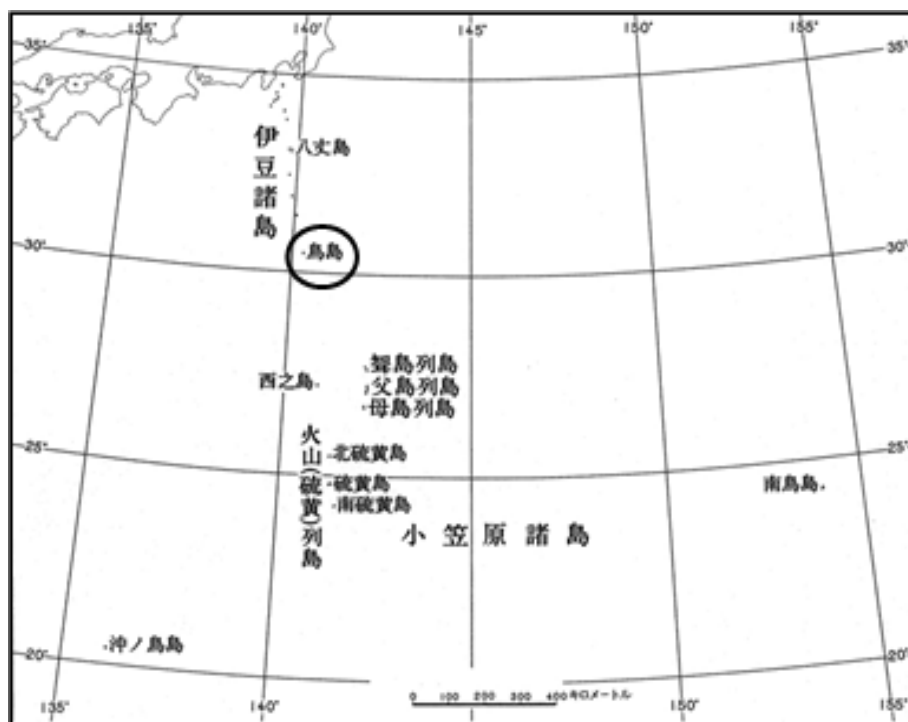 135°
140°
145°
150°
155°
35°
35°
伊豆諸島
八丈島
30°
鳥島
30°
西之島
聟島列島
父島列島
母島列島
25°
火山(硫黄)列島
北硫黄島
硫黄島
南硫黄島
25°
南鳥島
小笠原諸島
沖ノ鳥島
20°
20°
0 100 200 300 400キロメートル
135°
140°
150°
155°